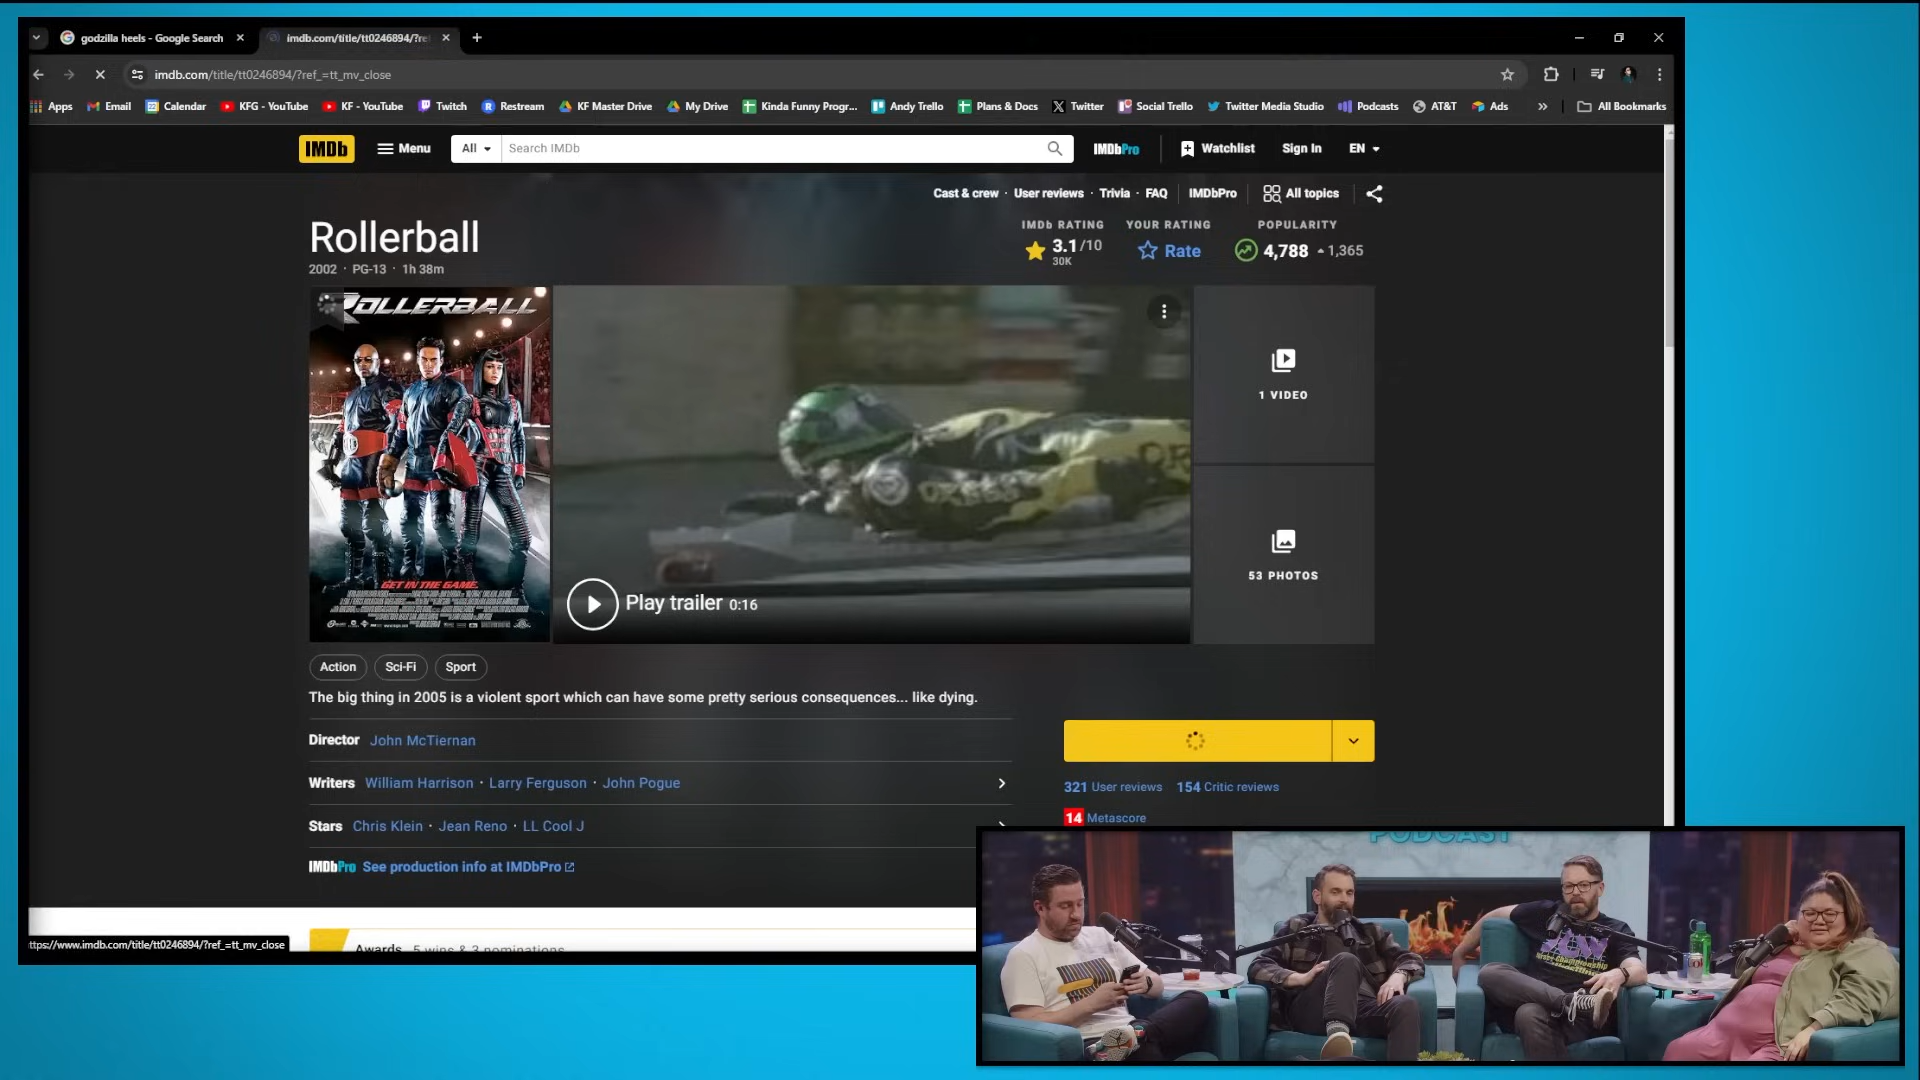 godzilla heels - Google Search
imdb.com/title/tt0246894/?re
imdb.com/title/tt0246894/?ref_=tt_mv_close
Apps Email Calendar KFG - YouTube KF - YouTube Twitch Restream KF Master Drive My Drive Kinda Funny Progr... Andy Trello Plans & Docs Twitter Social Trello Twitter Media Studio Podcasts AT&T Ads » All Bookmarks
IMDb Menu All Search IMDb IMDbPro Watchlist Sign In EN
Cast & crew · User reviews · Trivia · FAQ IMDbPro All topics
Rollerball
2002 · PG-13 · 1h 38m
IMDb RATING YOUR RATING POPULARITY
3.1/10 Rate 4,788 1,365
30K
ROLLERBALL
GET IN THE GAME.
Play trailer 0:16
1 VIDEO
53 PHOTOS
Action Sci-Fi Sport
The big thing in 2005 is a violent sport which can have some pretty serious consequences... like dying.
Director John McTiernan
Writers William Harrison · Larry Ferguson · John Pogue
Stars Chris Klein · Jean Reno · LL Cool J
IMDbPro See production info at IMDbPro
321 User reviews 154 Critic reviews
14 Metascore
Awards 5 wins & 3 nominations
ttps://www.imdb.com/title/tt0246894/?ref_=tt_mv_close
PODCAST